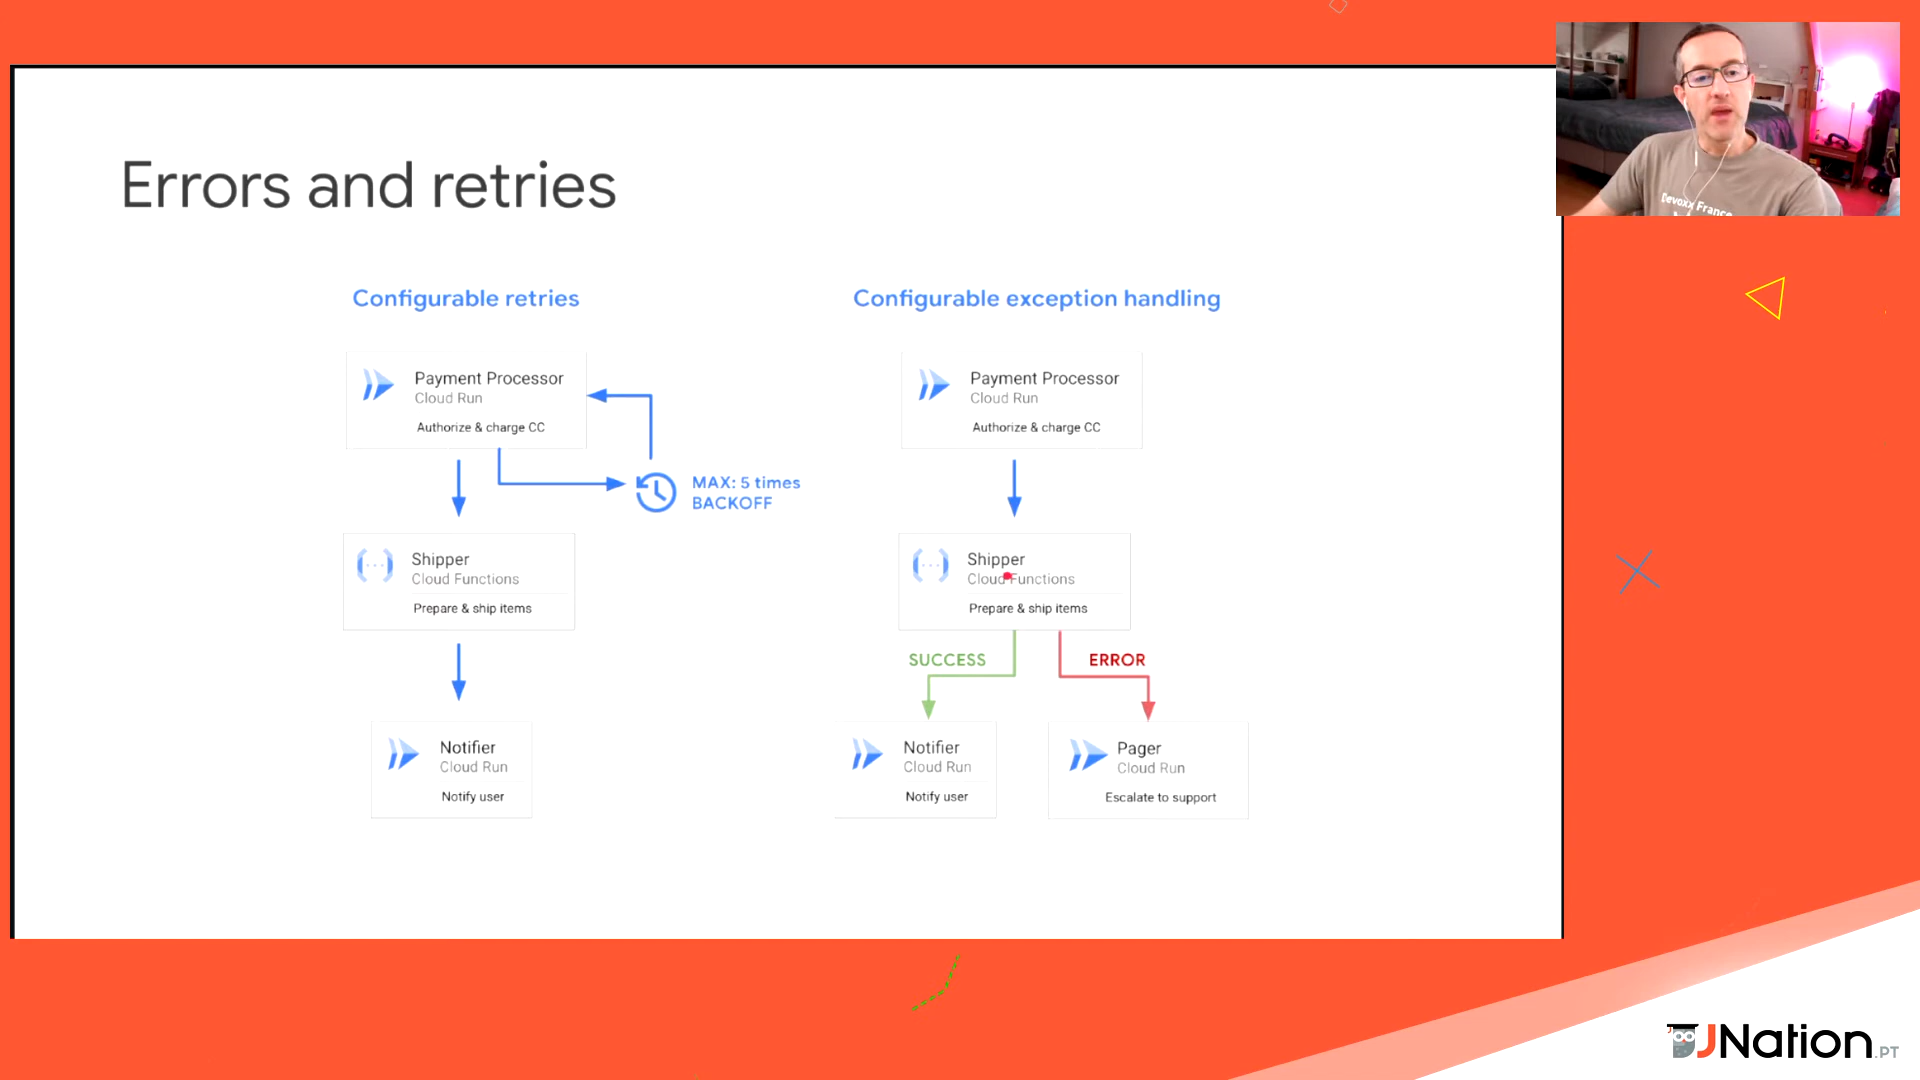 Errors and retries
Configurable retries
Payment Processor
Cloud Run
Authorize & charge CC
MAX: 5 times
BACKOFF
Shipper
Cloud Functions
Prepare & ship items
Notifier
Cloud Run
Notify user
Configurable exception handling
Payment Processor
Cloud Run
Authorize & charge CC
Shipper
Cloud Functions
Prepare & ship items
SUCCESS
ERROR
Notifier
Cloud Run
Notify user
Pager
Cloud Run
Escalate to support
Devoxx France
JNation.PT